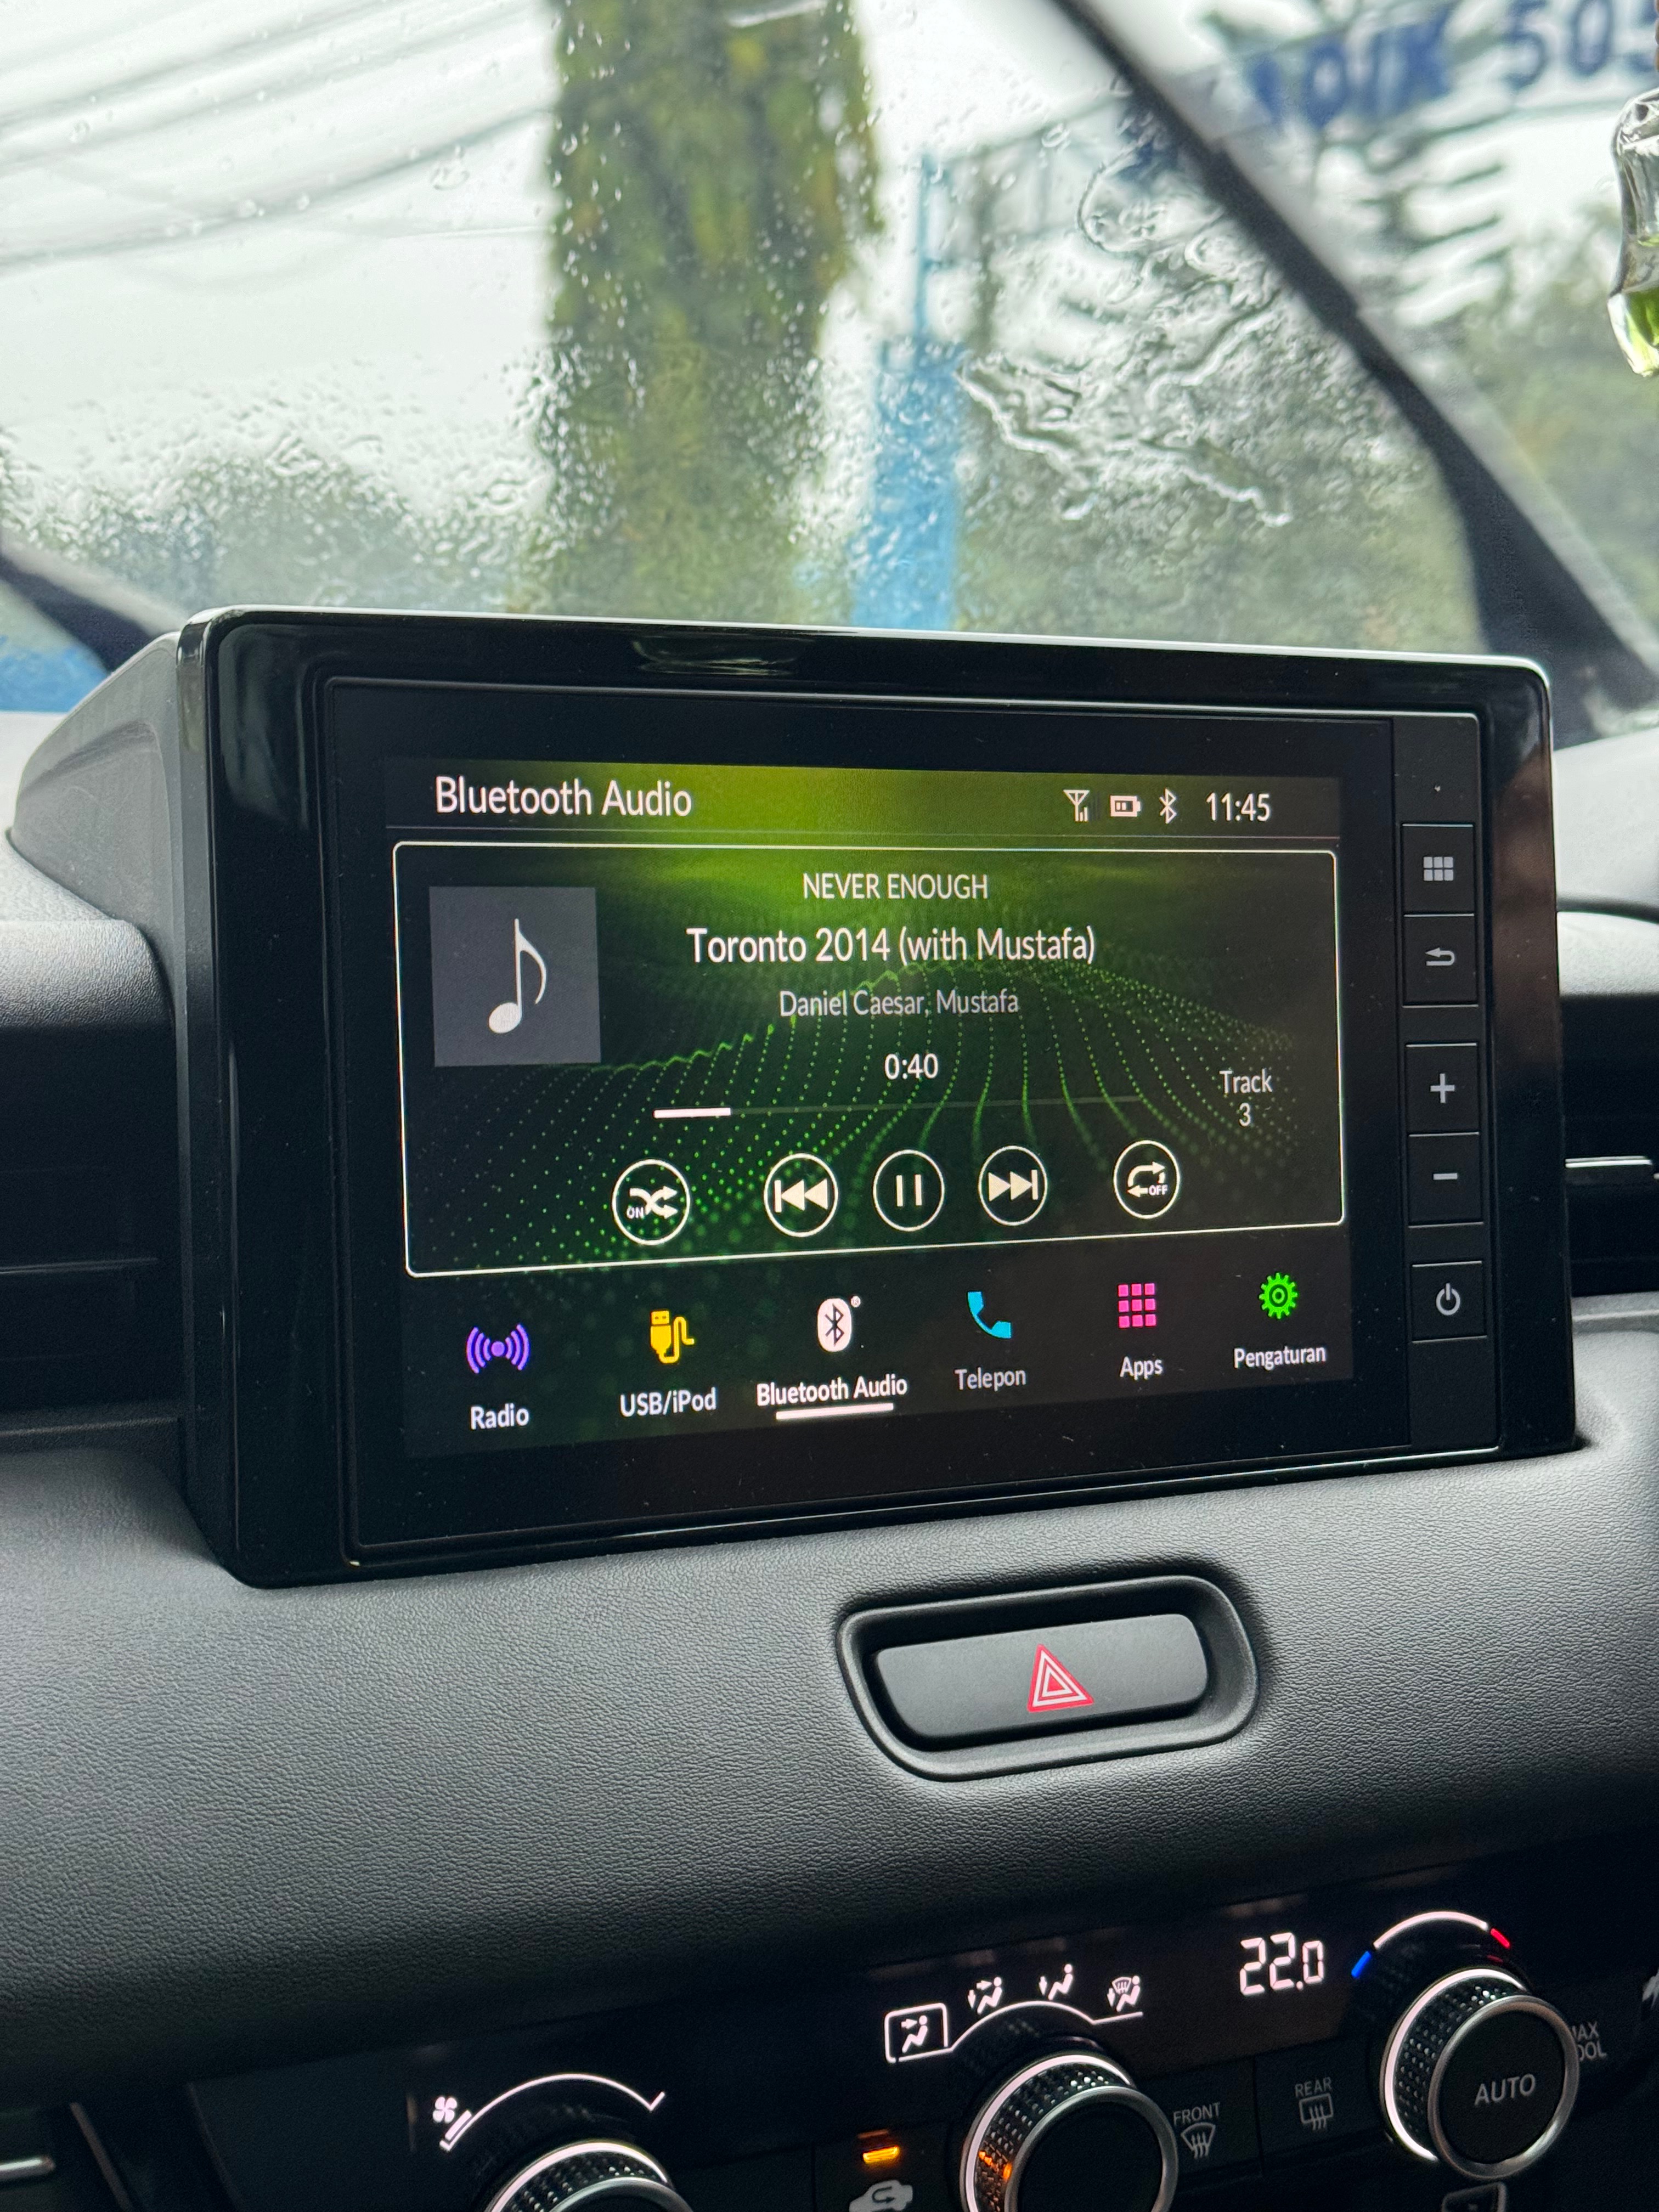 505
Bluetooth Audio
11:45
NEVER ENOUGH
Toronto 2014 (with Mustafa)
Daniel Caesar, Mustafa
0:40
Track
3
ON
OFF
Radio
USB/iPod
Bluetooth Audio
Telepon
Apps
Pengaturan
22.0
AUTO
FRONT
REAR